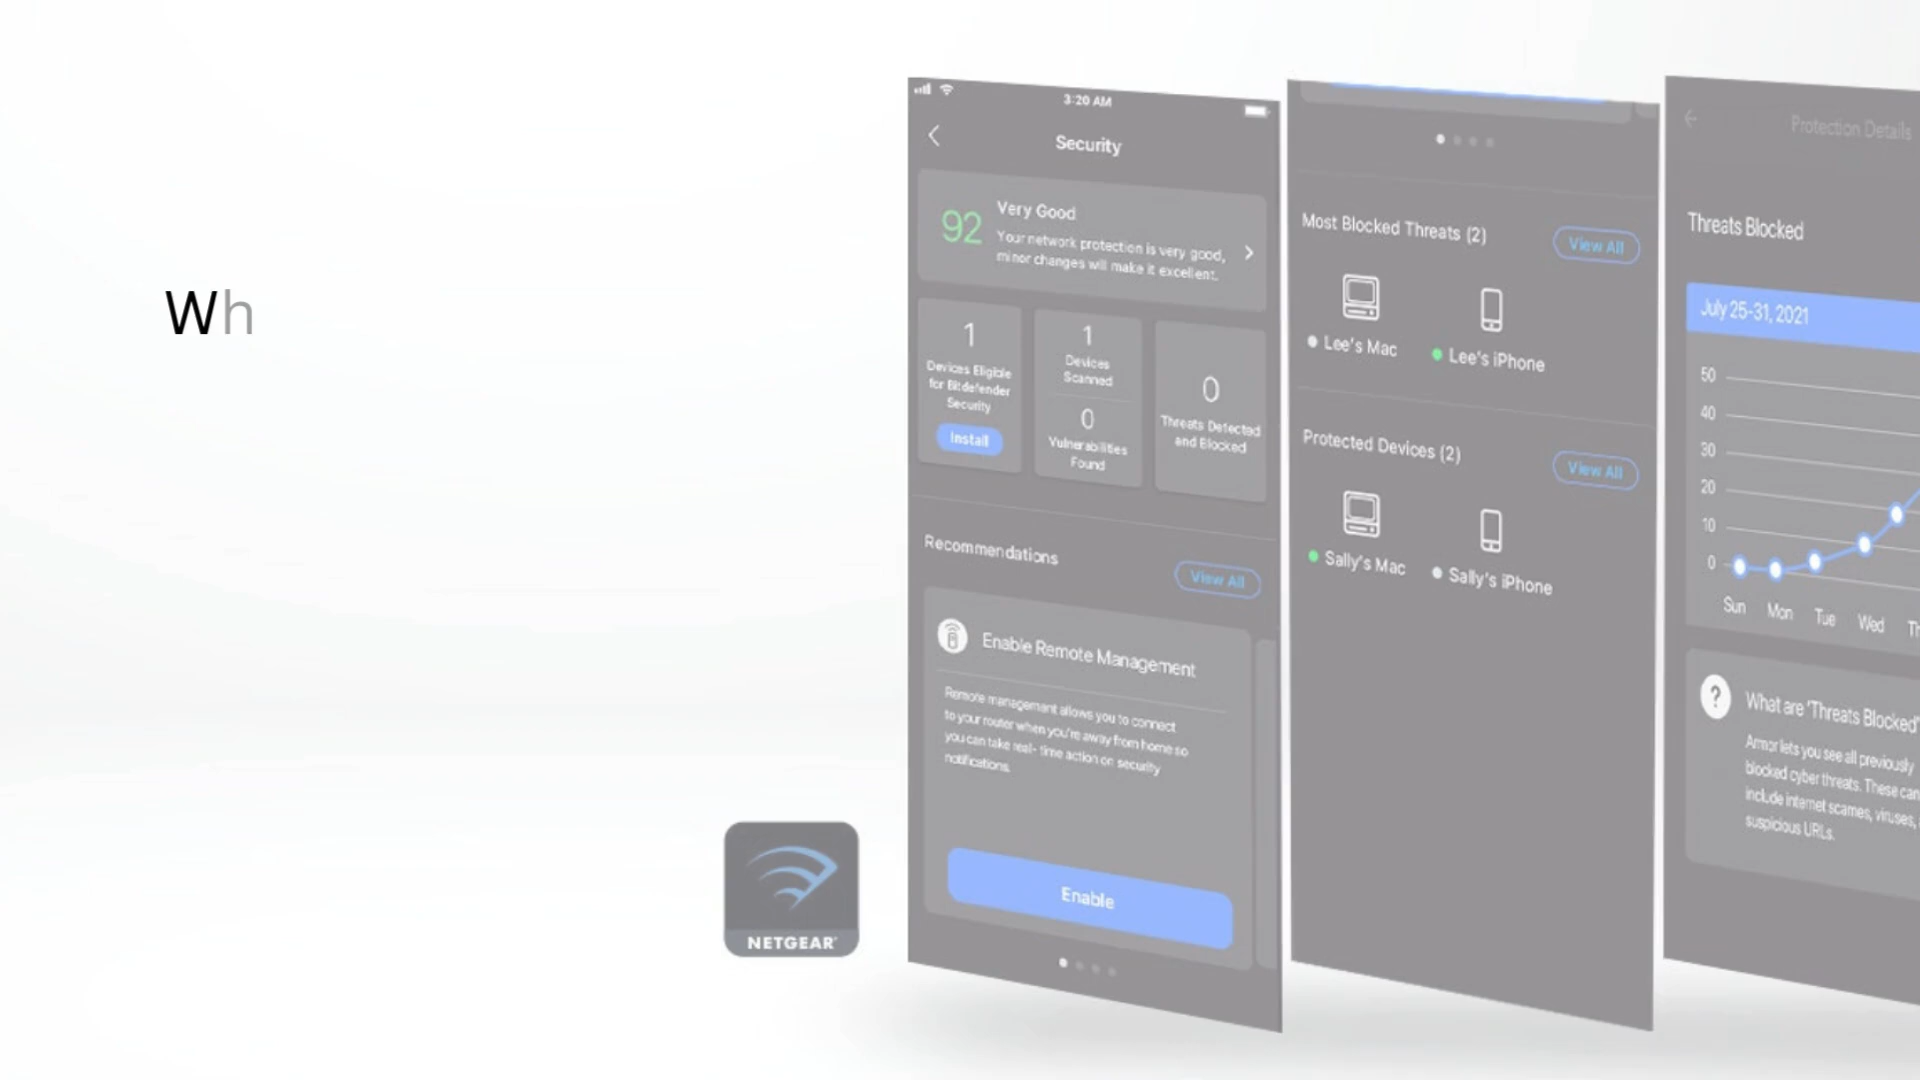 Wh
3:20 AM
Security
92
Very Good
Your network protection is very good,
minor changes will make it excellent.
1
Devices Eligible
for Bitdefender
Security
Install
1
Devices
Scanned
0
Vulnerabilities
Found
0
Threats Detected
and Blocked
Recommendations
View All
Enable Remote Management
Remote management allows you to connect
to your router when you're away from home so
you can take real- time action on security
notifications.
Enable
NETGEAR
Most Blocked Threats (2)
View All
Lee's Mac
Lee's iPhone
Protected Devices (2)
View All
Sally's Mac
Sally's iPhone
Protection Details
Threats Blocked
July 25-31, 2021
50
40
30
20
10
0
Sun Mon Tue Wed Th
?
What are 'Threats Blocked'
Armor lets you see all previously
blocked cyber threats. These can
include internet scames, viruses,
suspicious URLs.